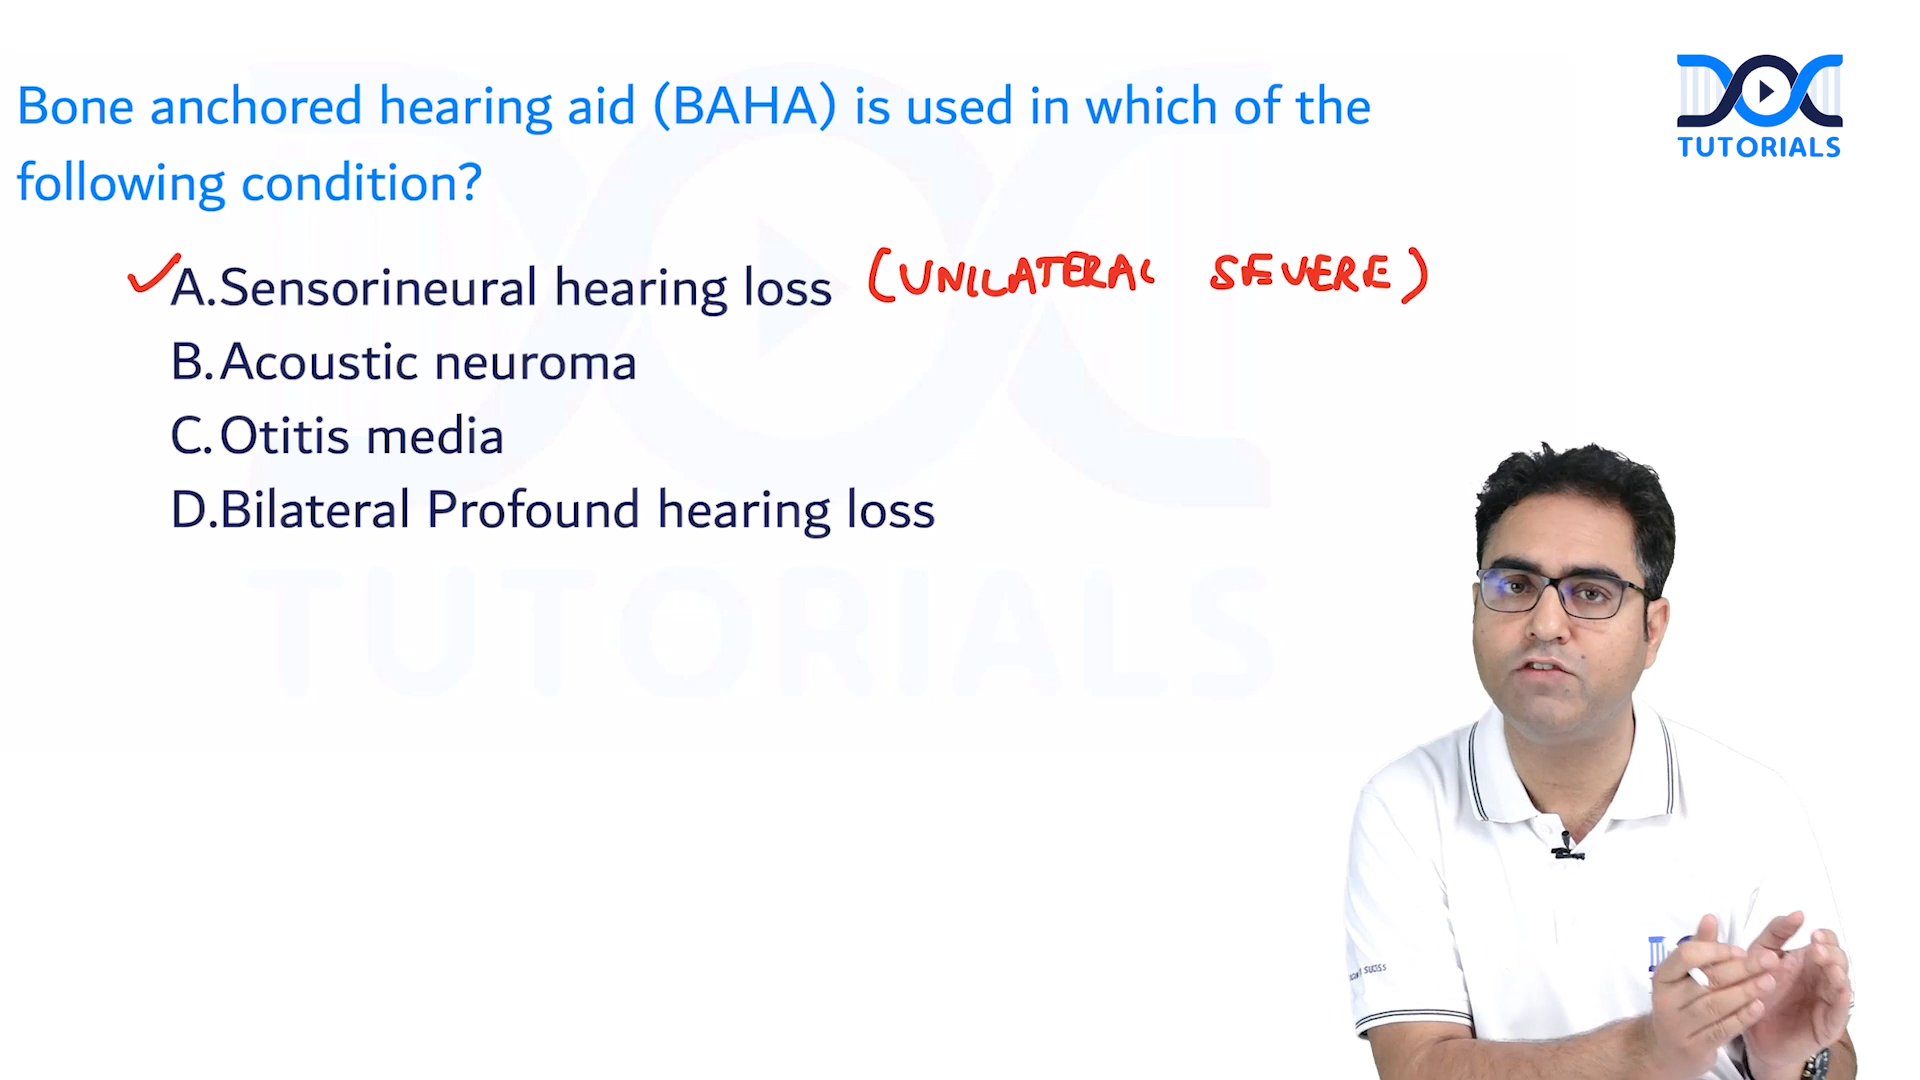 Bone anchored hearing aid (BAHA) is used in which of the
following condition?
A.Sensorineural hearing loss (UNILATERAL SEVERE)
B.Acoustic neuroma
C.Otitis media
D.Bilateral Profound hearing loss
TUTORIALS
TUTORIALS